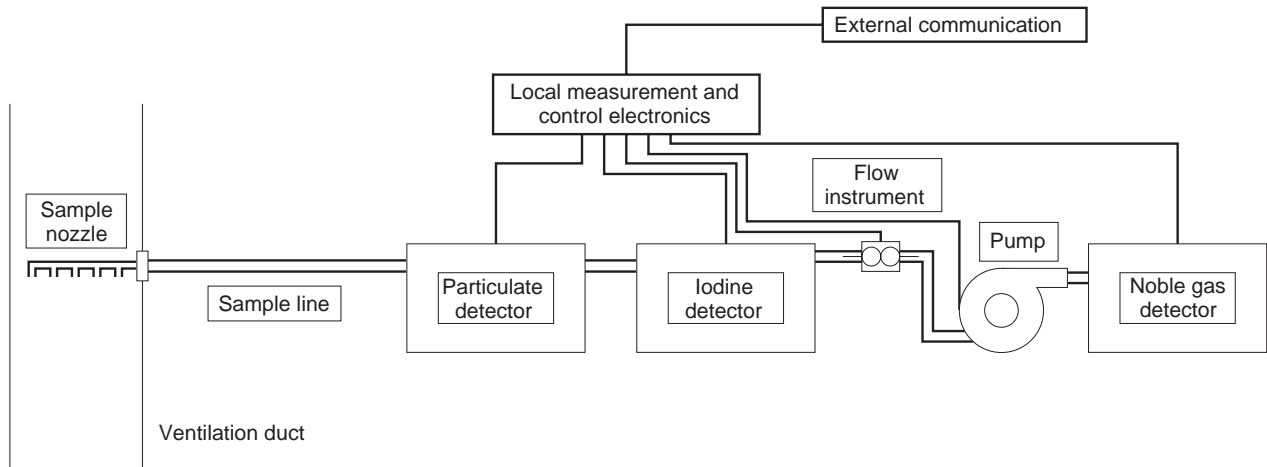 External communication
Local measurement and
control electronics
Flow
instrument
Sample
nozzle
Pump
Particulate
detector
Iodine
detector
Noble gas
detector
Sample line
Ventilation duct